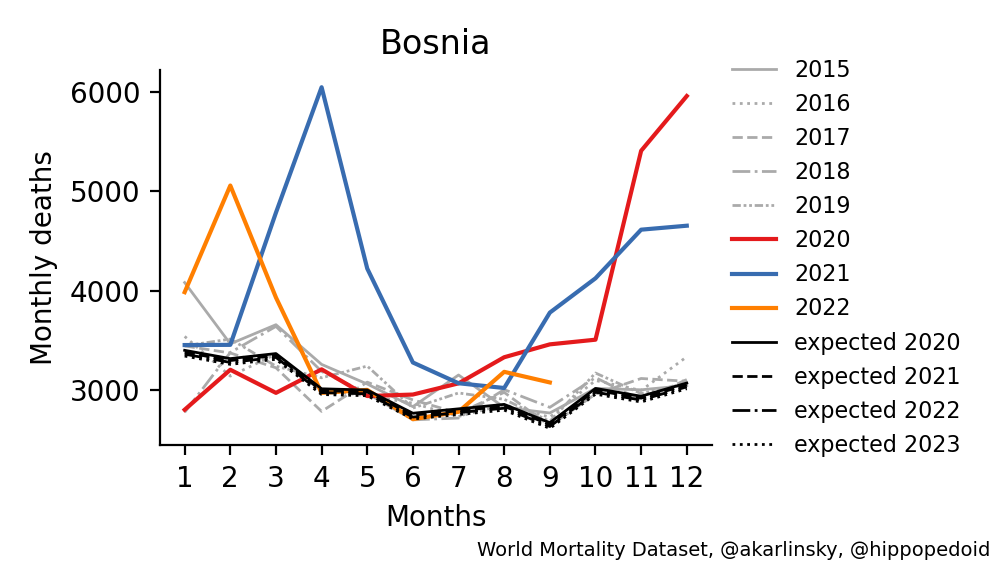 Bosnia
Monthly deaths
6000
5000
4000
3000
1 2 3 4 5 6 7 8 9 10 11 12
Months
2015
2016
2017
2018
2019
2020
2021
2022
expected 2020
expected 2021
expected 2022
expected 2023
World Mortality Dataset, @akarlinsky, @hippopedoid